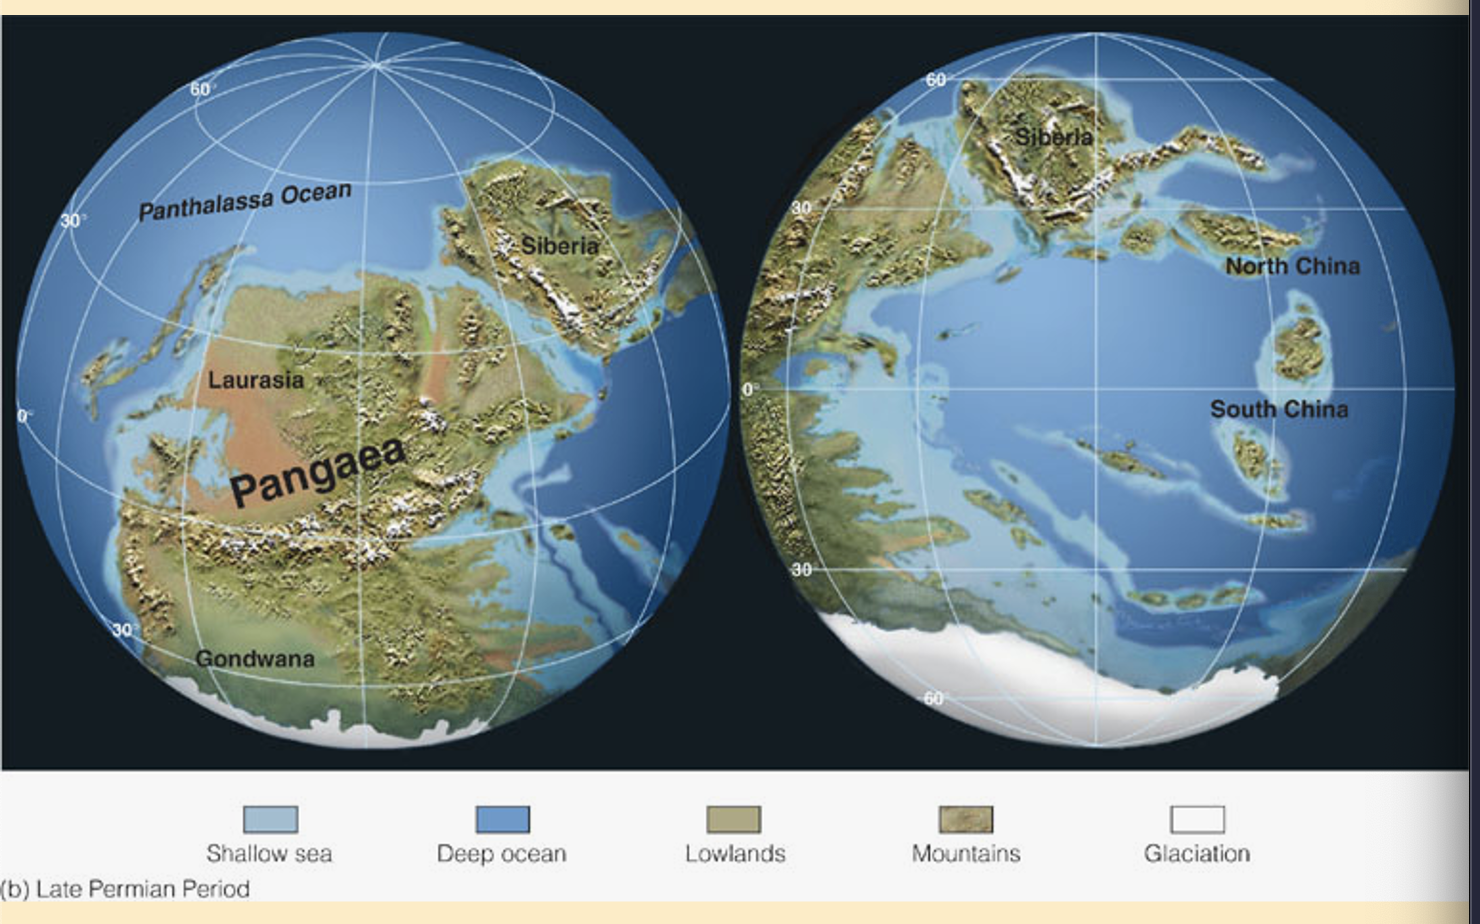 60°
Panthalassa Ocean
30°
Siberia
Laurasia
0°
Pangaea
30°
Gondwana
60°
Siberia
30
North China
0°
South China
30°
60°
Shallow sea
Deep ocean
Lowlands
Mountains
Glaciation
(b) Late Permian Period